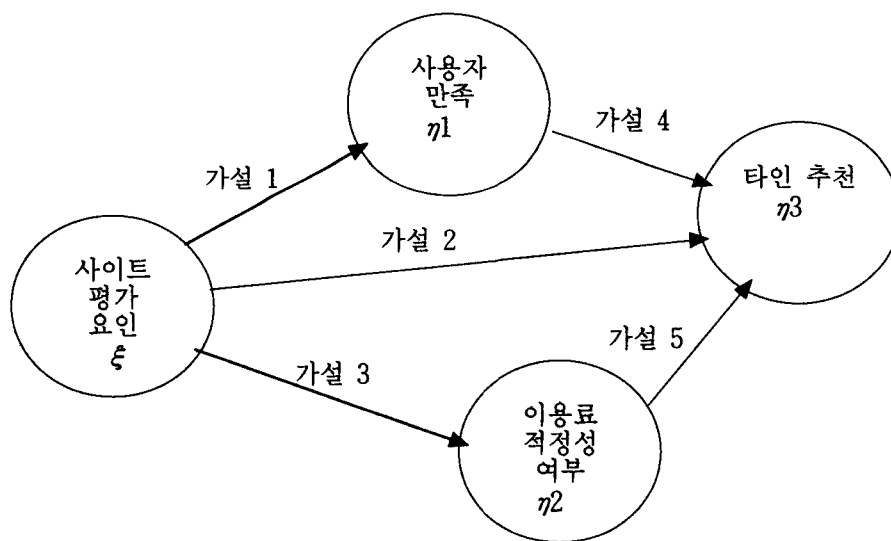 사용자
만족
η1
가설 4
가설 1
타인 추천
η3
가설 2
사이트
평가
요인
ξ
가설 3
가설 5
이용료
적정성
여부
η2